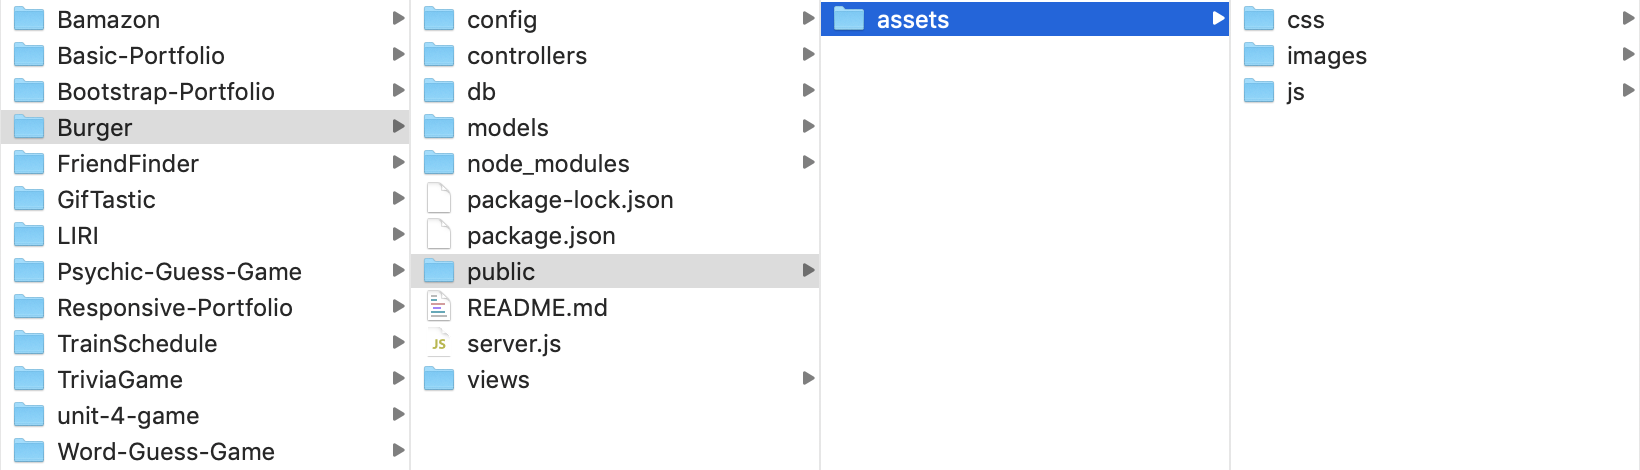 Bamazon
Basic-Portfolio
Bootstrap-Portfolio
Burger
FriendFinder
GifTastic
LIRI
Psychic-Guess-Game
Responsive-Portfolio
TrainSchedule
TriviaGame
unit-4-game
Word-Guess-Game
config
controllers
db
models
node_modules
package-lock.json
package.json
public
README.md
JS server.js
views
assets
css
images
js